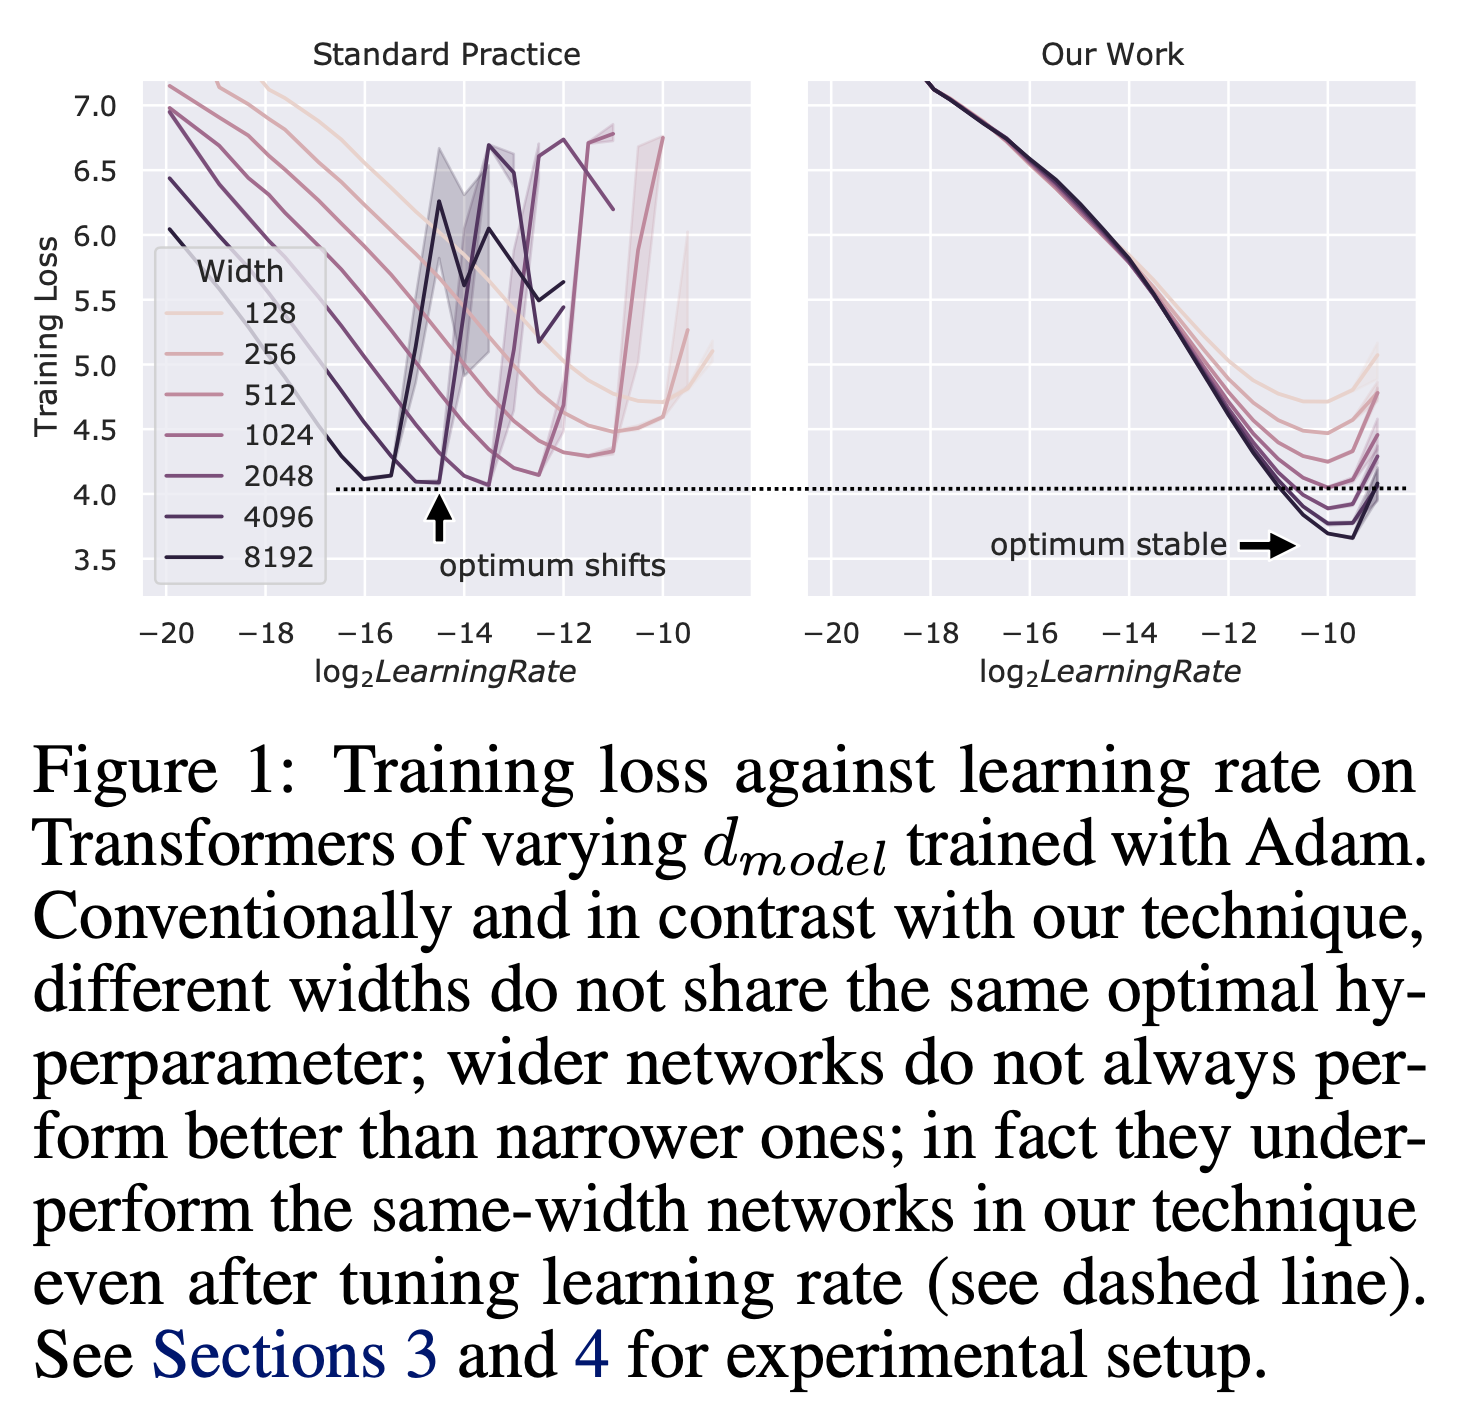 Standard Practice
Our Work
7.0
6.5
6.0
5.5
5.0
4.5
4.0
3.5
Training Loss
Width
128
256
512
1024
2048
4096
8192
optimum shifts
optimum stable
−20 −18 −16 −14 −12 −10
−20 −18 −16 −14 −12 −10
log₂LearningRate
log₂LearningRate
Figure 1: Training loss against learning rate on
Transformers of varying d_model trained with Adam.
Conventionally and in contrast with our technique,
different widths do not share the same optimal hy-
perparameter; wider networks do not always per-
form better than narrower ones; in fact they under-
perform the same-width networks in our technique
even after tuning learning rate (see dashed line).
See Sections 3 and 4 for experimental setup.